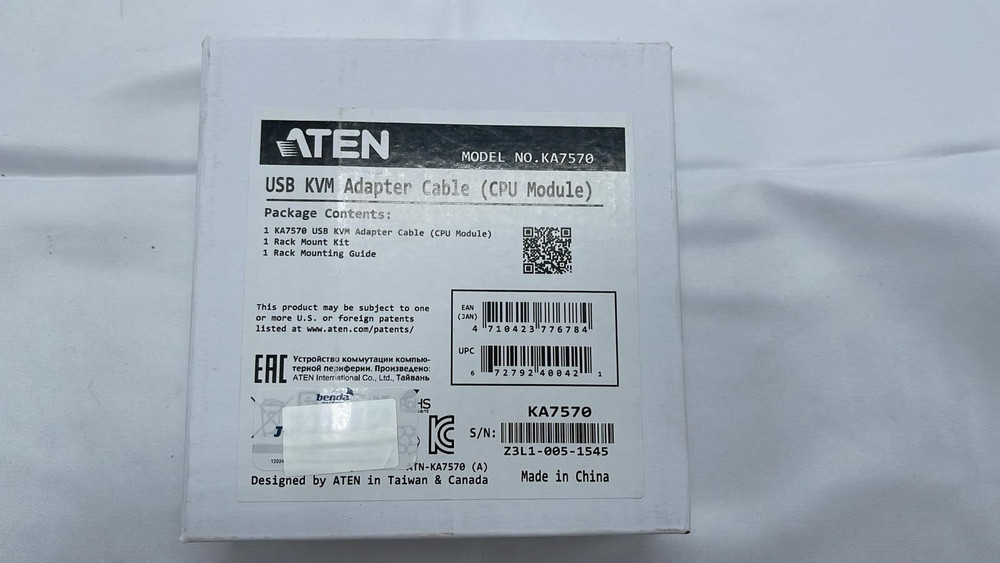 ATEN
MODEL NO.KA7570
USB KVM Adapter Cable (CPU Module)
Package Contents:
1 KA7570 USB KVM Adapter Cable (CPU Module)
1 Rack Mount Kit
1 Rack Mounting Guide
This product may be subject to one
or more U.S. or foreign patents
listed at www.aten.com/patents/
EAN
(JAN)
4 710423 776784
UPC
6 72792 40042 1
EAC
Устройство коммутации компью-
терной периферии. Произведено:
ATEN International Co., Ltd., Тайвань
benda
KA7570
S/N:
Z3L1-005-1545
TN-KA7570 (A)
Designed by ATEN in Taiwan & Canada
Made in China